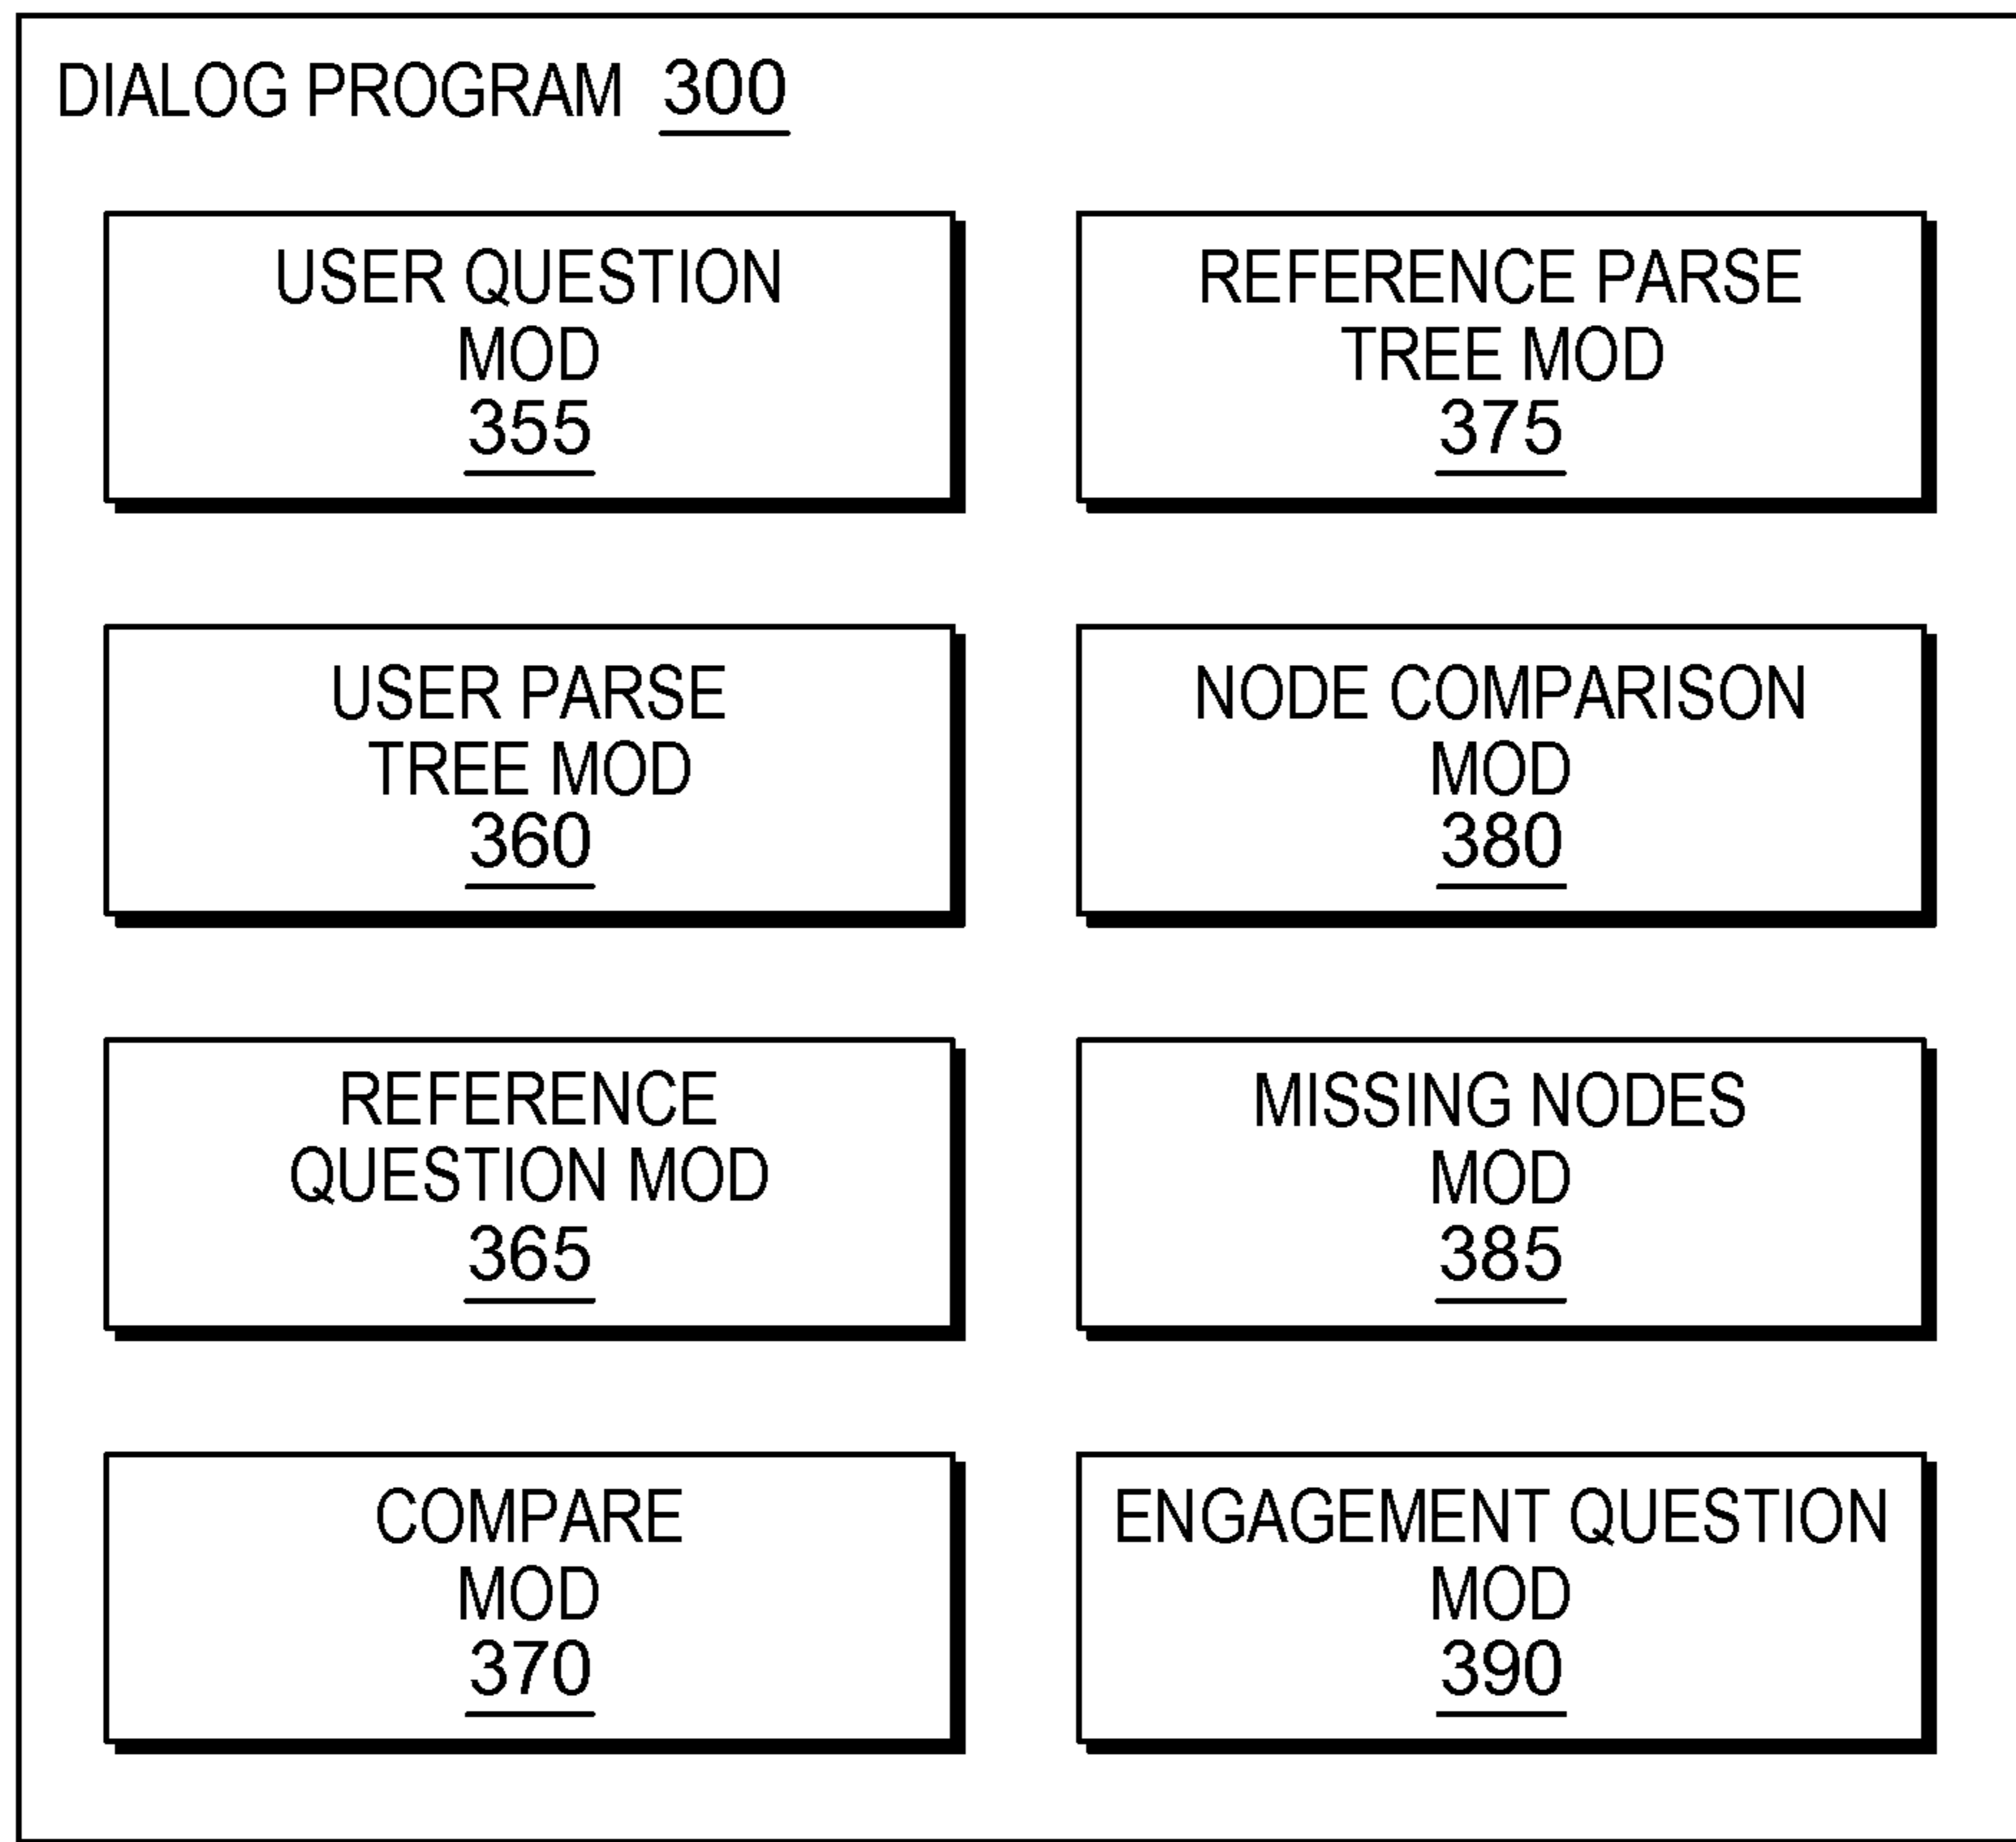 DIALOG PROGRAM 300
USER QUESTION
MOD
355
REFERENCE PARSE
TREE MOD
375
USER PARSE
TREE MOD
360
NODE COMPARISON
MOD
380
REFERENCE
QUESTION MOD
365
MISSING NODES
MOD
385
COMPARE
MOD
370
ENGAGEMENT QUESTION
MOD
390